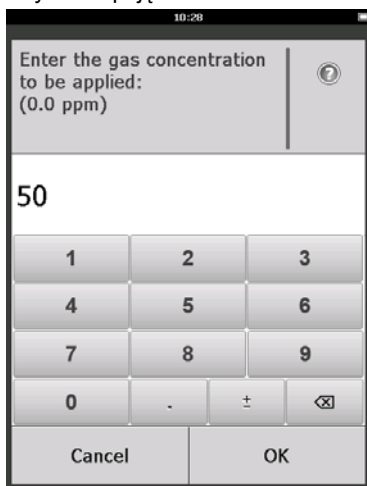 10:28
Enter the gas concentration
to be applied:
(0.0 ppm)
?
50
1 2 3
4 5 6
7 8 9
0 . ±
Cancel OK